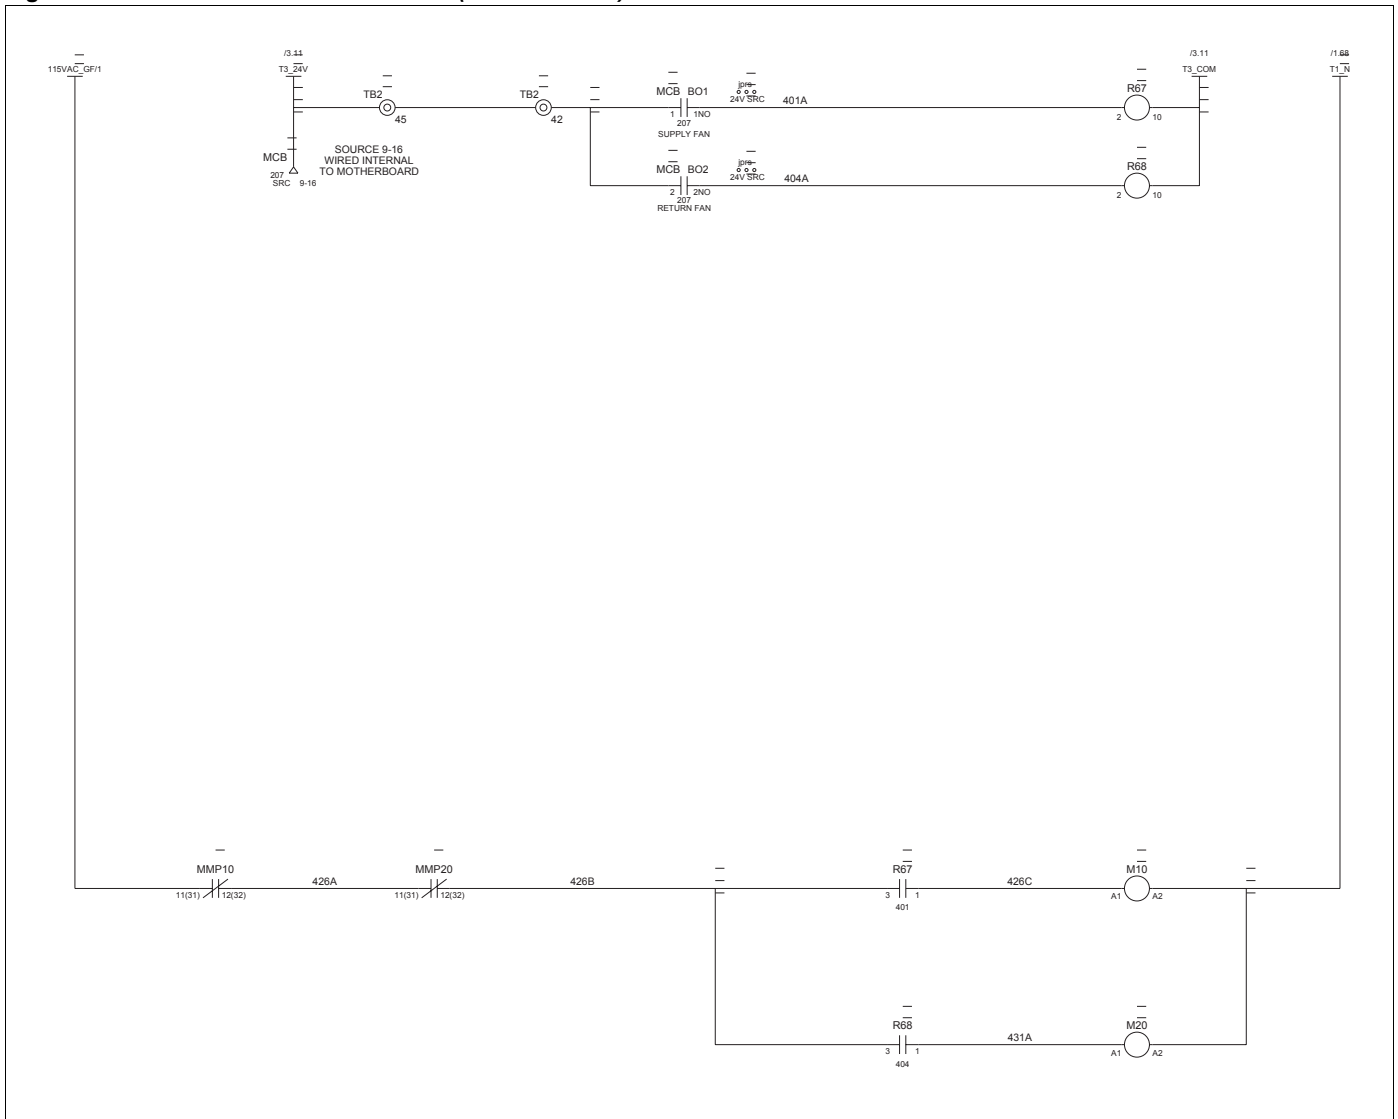 115VAC_GF/1
/3.11
T3_24V
/3.11
T3_COM
/1.68
T1_N
TB2
45
TB2
42
MCB BO1
1 1NO
207
SUPPLY FAN
jprs
24V SRC
401A
R67
2 10
MCB
207
SRC 9-16
SOURCE 9-16
WIRED INTERNAL
TO MOTHERBOARD
MCB BO2
2 2NO
207
RETURN FAN
jprs
24V SRC
404A
R68
2 10
MMP10
11(31) 12(32)
426A
MMP20
11(31) 12(32)
426B
R67
3 1
401
426C
M10
A1 A2
R68
3 1
404
431A
M20
A1 A2